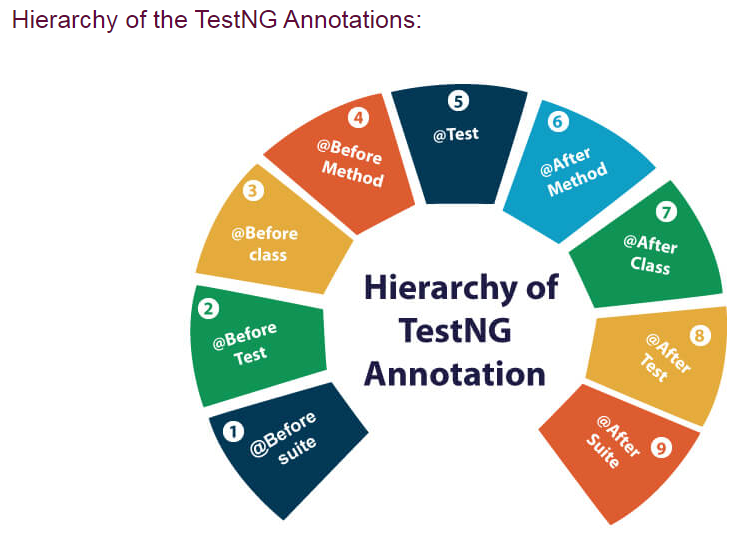 Hierarchy of the TestNG Annotations:
1
@Before
suite
2
@Before
Test
3
@Before
class
4
@Before
Method
5
@Test
6
@After
Method
7
@After
Class
8
@After
Test
9
@After
Suite
Hierarchy of
TestNG
Annotation